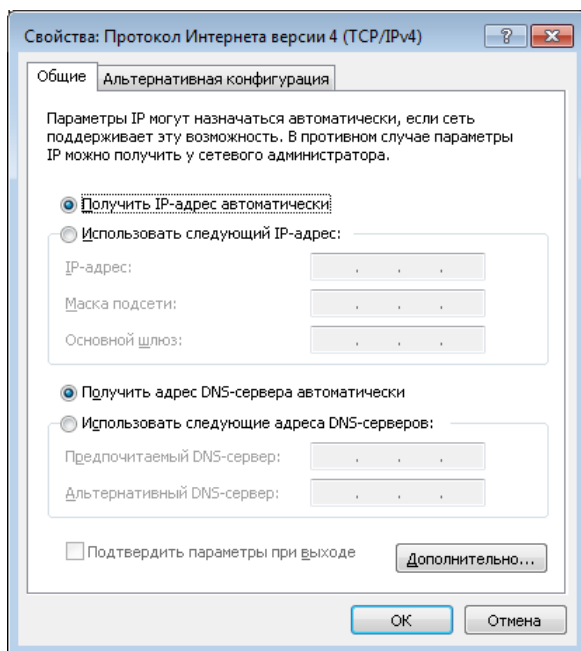 Свойства: Протокол Интернета версии 4 (TCP/IPv4)
Общие
Альтернативная конфигурация
Параметры IP могут назначаться автоматически, если сеть
поддерживает эту возможность. В противном случае параметры
IP можно получить у сетевого администратора.
Получить IP-адрес автоматически
Использовать следующий IP-адрес:
IP-адрес:
Маска подсети:
Основной шлюз:
Получить адрес DNS-сервера автоматически
Использовать следующие адреса DNS-серверов:
Предпочитаемый DNS-сервер:
Альтернативный DNS-сервер:
Подтвердить параметры при выходе
Дополнительно...
ОК
Отмена